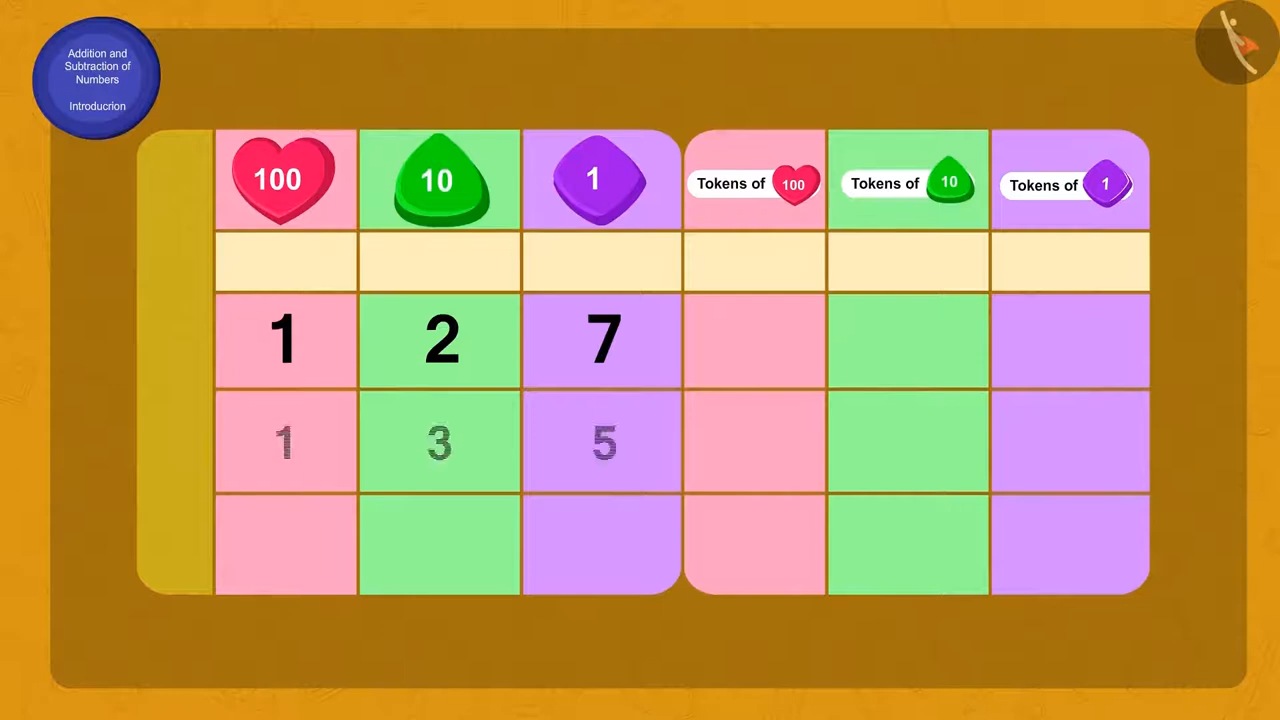 Addition and
Subtraction of
Numbers
Introducrion
100 10 1 Tokens of 100 Tokens of 10 Tokens of 1
1 2 7
1 3 5